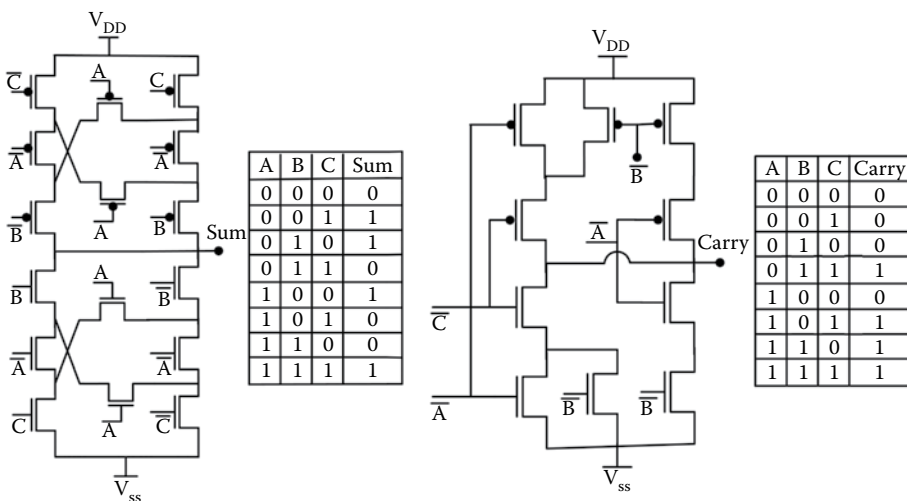 V_DD
C̅ A C
A̅ A̅
B̅ A B̅
Sum
B̅ A B̅
A̅ A̅
C̅ A C̅
V_ss
A B C Sum
0 0 0 0
0 0 1 1
0 1 0 1
0 1 1 0
1 0 0 1
1 0 1 0
1 1 0 0
1 1 1 1
V_DD
B̅
A̅
Carry
C̅
B̅ B̅
A̅
V_ss
A B C Carry
0 0 0 0
0 0 1 0
0 1 0 0
0 1 1 1
1 0 0 0
1 0 1 1
1 1 0 1
1 1 1 1